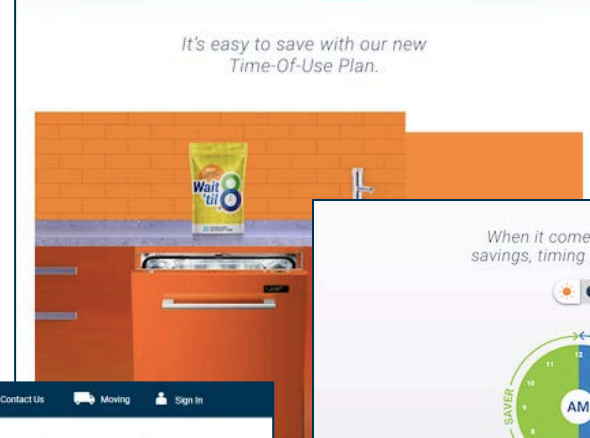 It's easy to save with our new
Time-Of-Use Plan.
Wait
'til
8
When it come
savings, timing
12
11
10
9
8
SAVER
AM
Contact Us
Moving
Sign In